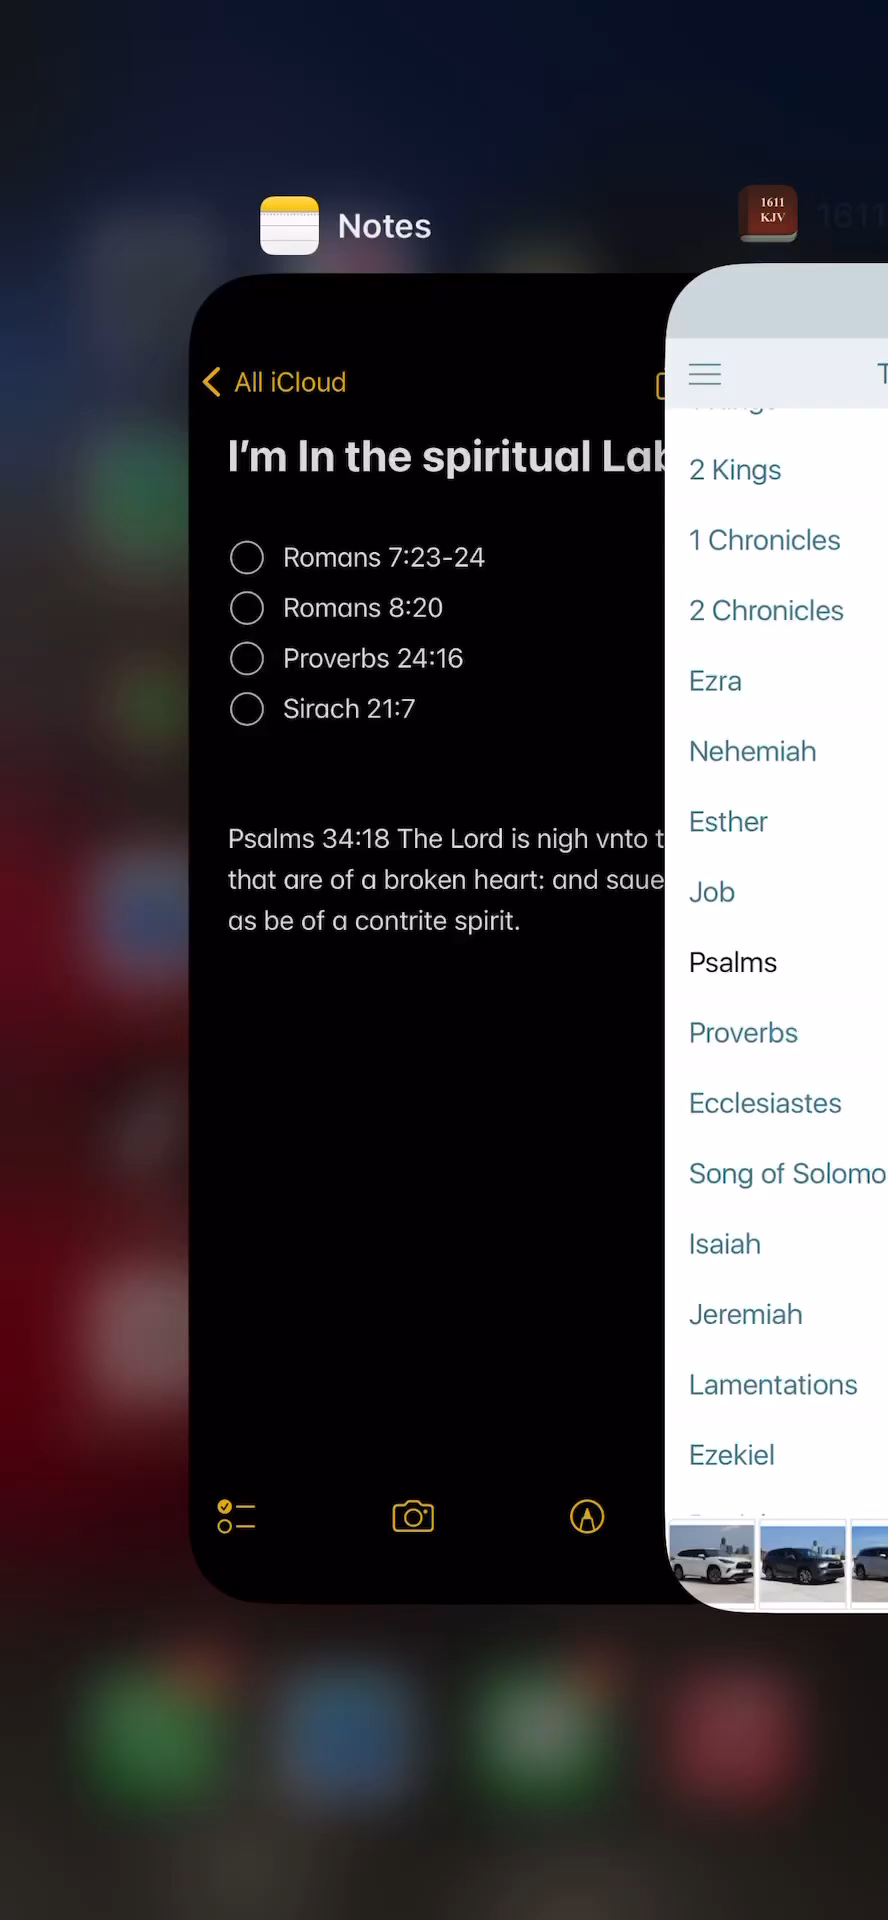 Notes
1611
KJV
1611
All iCloud
I'm In the spiritual Lab
Romans 7:23-24
Romans 8:20
Proverbs 24:16
Sirach 21:7
Psalms 34:18 The Lord is nigh vnto t
that are of a broken heart: and saue
as be of a contrite spirit.
T
2 Kings
1 Chronicles
2 Chronicles
Ezra
Nehemiah
Esther
Job
Psalms
Proverbs
Ecclesiastes
Song of Solomo
Isaiah
Jeremiah
Lamentations
Ezekiel